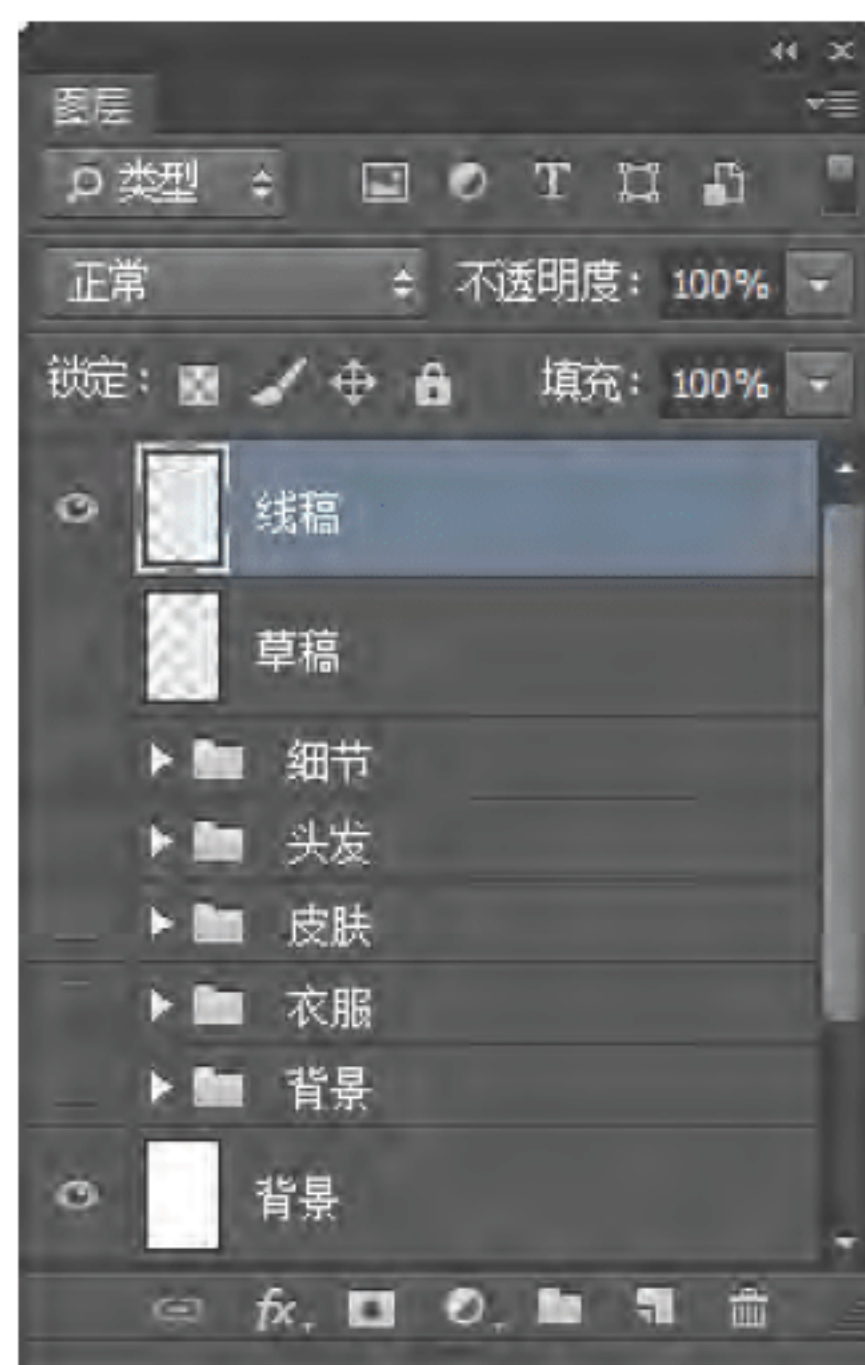 图层
类型
正常 不透明度: 100%
锁定: 填充: 100%
线稿
草稿
细节
头发
皮肤
衣服
背景
背景
fx.